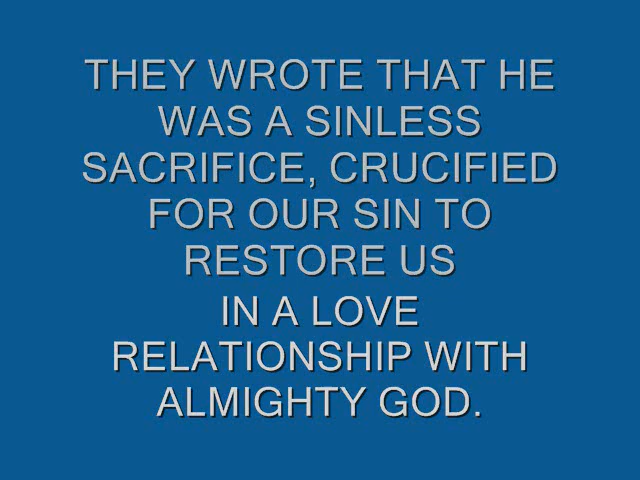 THEY WROTE THAT HE
WAS A SINLESS
SACRIFICE, CRUCIFIED
FOR OUR SIN TO
RESTORE US
IN A LOVE
RELATIONSHIP WITH
ALMIGHTY GOD.